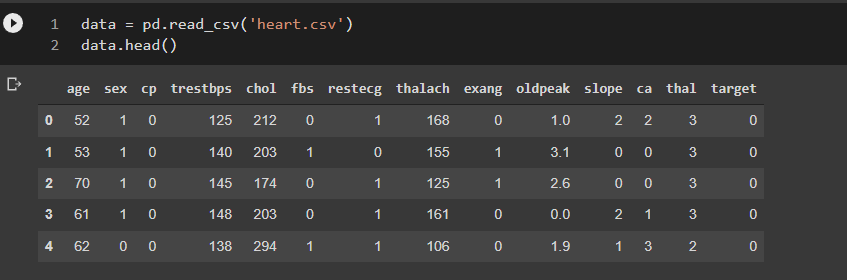 1 data = pd.read_csv('heart.csv')
2 data.head()
age sex cp trestbps chol fbs restecg thalach exang oldpeak slope ca thal target
0 52 1 0 125 212 0 1 168 0 1.0 2 2 3 0
1 53 1 0 140 203 1 0 155 1 3.1 0 0 3 0
2 70 1 0 145 174 0 1 125 1 2.6 0 0 3 0
3 61 1 0 148 203 0 1 161 0 0.0 2 1 3 0
4 62 0 0 138 294 1 1 106 0 1.9 1 3 2 0